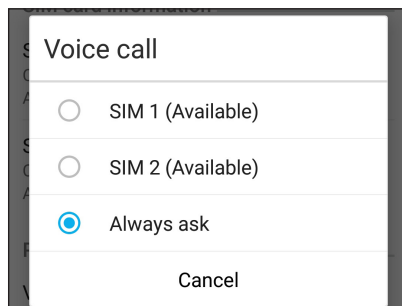 Voice call
SIM 1 (Available)
SIM 2 (Available)
Always ask
Cancel